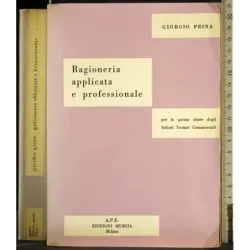 GIORGIO PRINA
Ragioneria
applicata
e professionale
per la quinta classe degli
Istituti Tecnici Commerciali
A.P.E.
EDIZIONI MURSIA
Milano